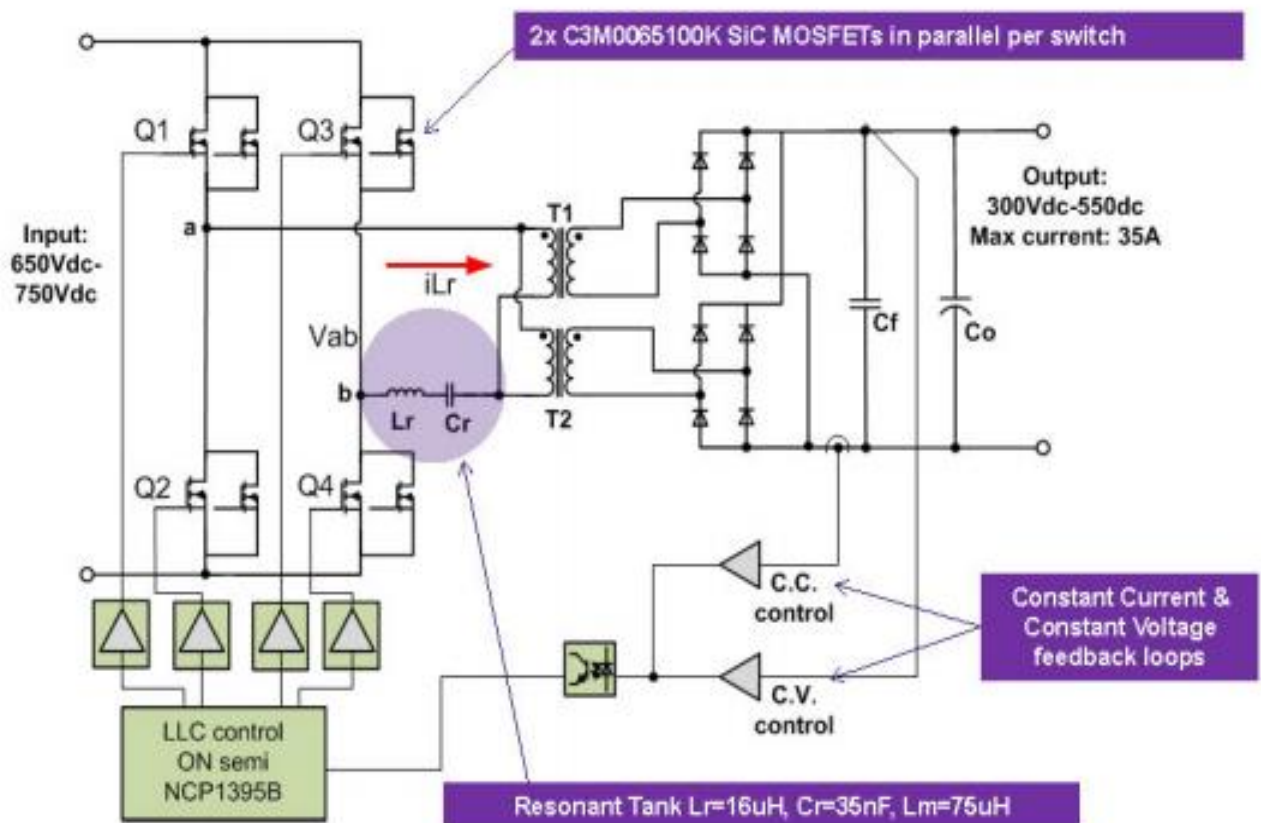 2x C3M0065100K SiC MOSFETs in parallel per switch
Q1
Q3
Input:
650Vdc-
750Vdc
a
iLr
Vab
b
Lr
Cr
T1
T2
Cf
Co
Output:
300Vdc-550dc
Max current: 35A
Q2
Q4
C.C.
control
C.V.
control
Constant Current &
Constant Voltage
feedback loops
LLC control
ON semi
NCP1395B
Resonant Tank Lr=16uH, Cr=35nF, Lm=75uH